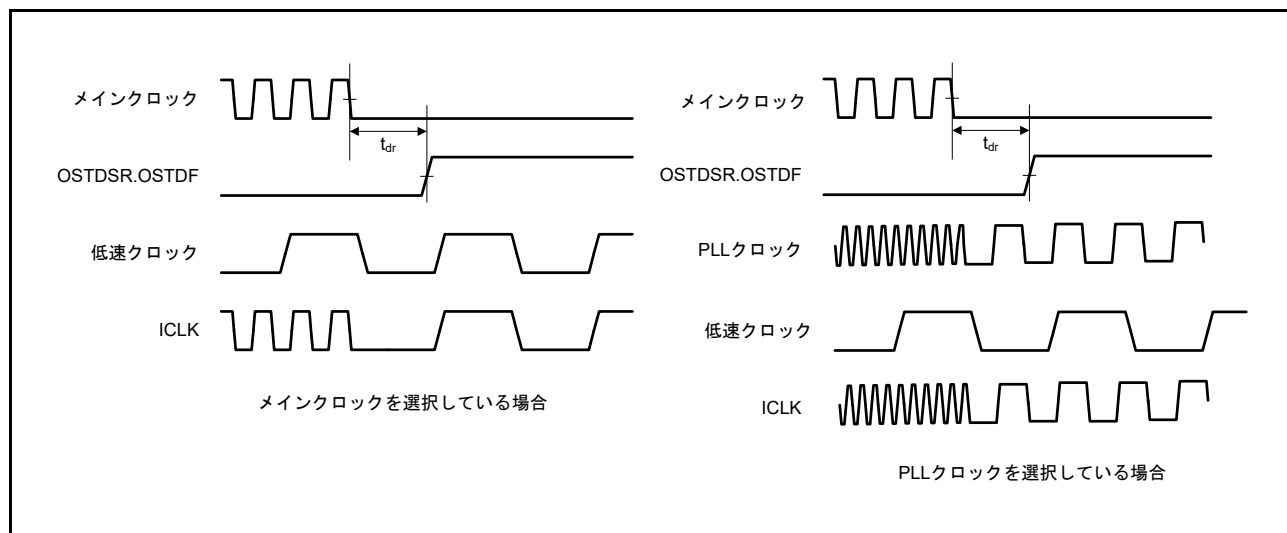 メインクロック
tdr
OSTDSR.OSTDF
低速クロック
ICLK
メインクロックを選択している場合
メインクロック
tdr
OSTDSR.OSTDF
PLLクロック
低速クロック
ICLK
PLLクロックを選択している場合